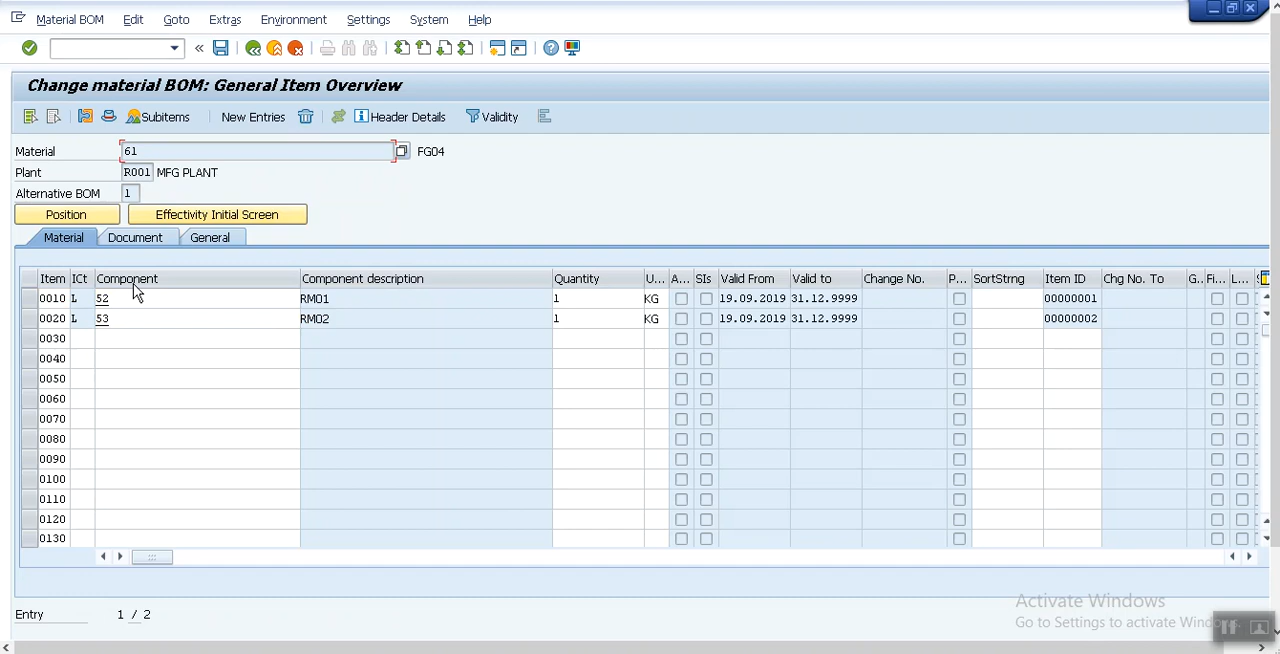 Material BOM Edit Goto Extras Environment Settings System Help
Change material BOM: General Item Overview
Subitems New Entries Header Details Validity
Material 61 FG04
Plant R001 MFG PLANT
Alternative BOM 1
Position Effectivity Initial Screen
Material Document General
Item ICt Component Component description Quantity U... A... SIs Valid From Valid to Change No. P... SortStrng Item ID Chg No. To G.. Fi... L...
0010 L 52 RM01 1 KG 19.09.2019 31.12.9999 00000001
0020 L 53 RM02 1 KG 19.09.2019 31.12.9999 00000002
0030
0040
0050
0060
0070
0080
0090
0100
0110
0120
0130
Activate Windows
Entry 1 / 2
Go to Settings to activate Windows.